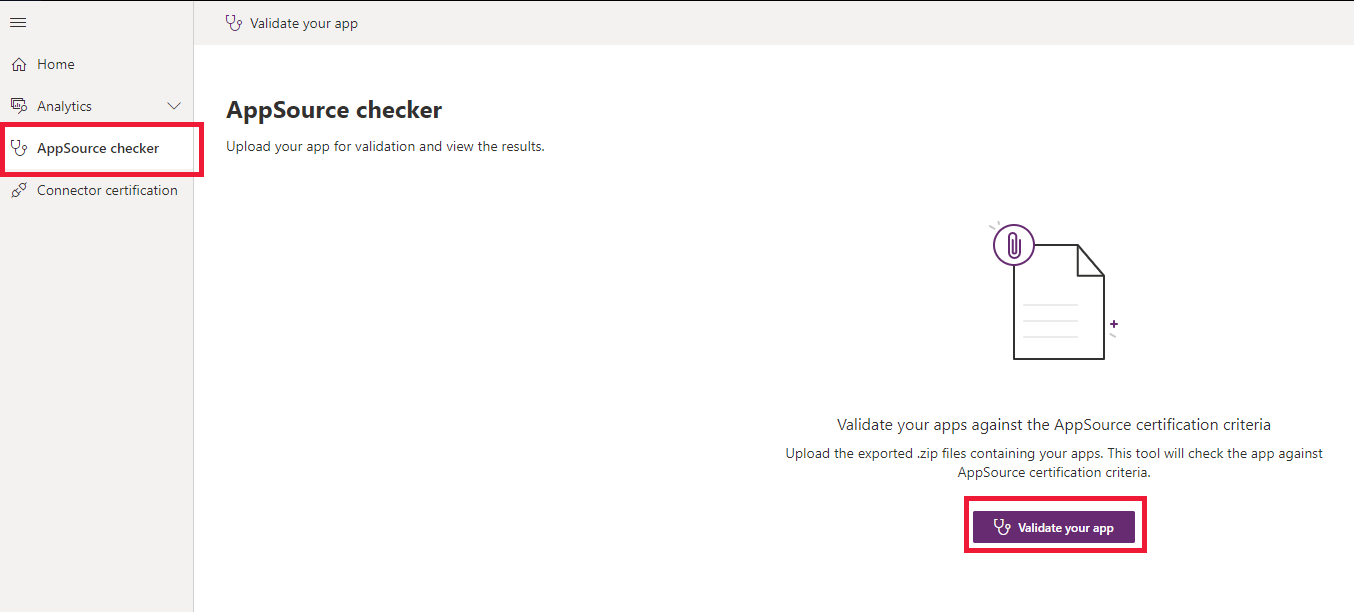 Validate your app
Home
Analytics
AppSource checker
Connector certification
AppSource checker
Upload your app for validation and view the results.
Validate your apps against the AppSource certification criteria
Upload the exported .zip files containing your apps. This tool will check the app against
AppSource certification criteria.
Validate your app